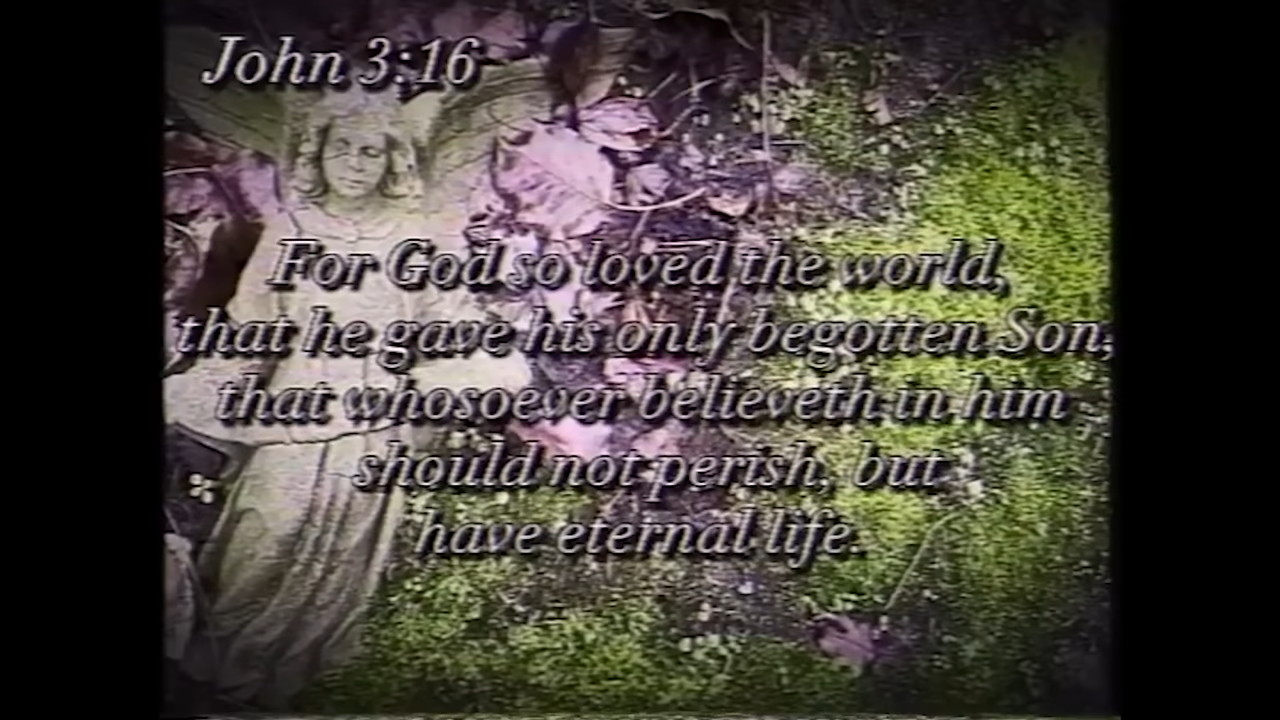 John 3:16
For God so loved the world,
that he gave his only begotten Son,
that whosoever believeth in him
should not perish, but
have eternal life.